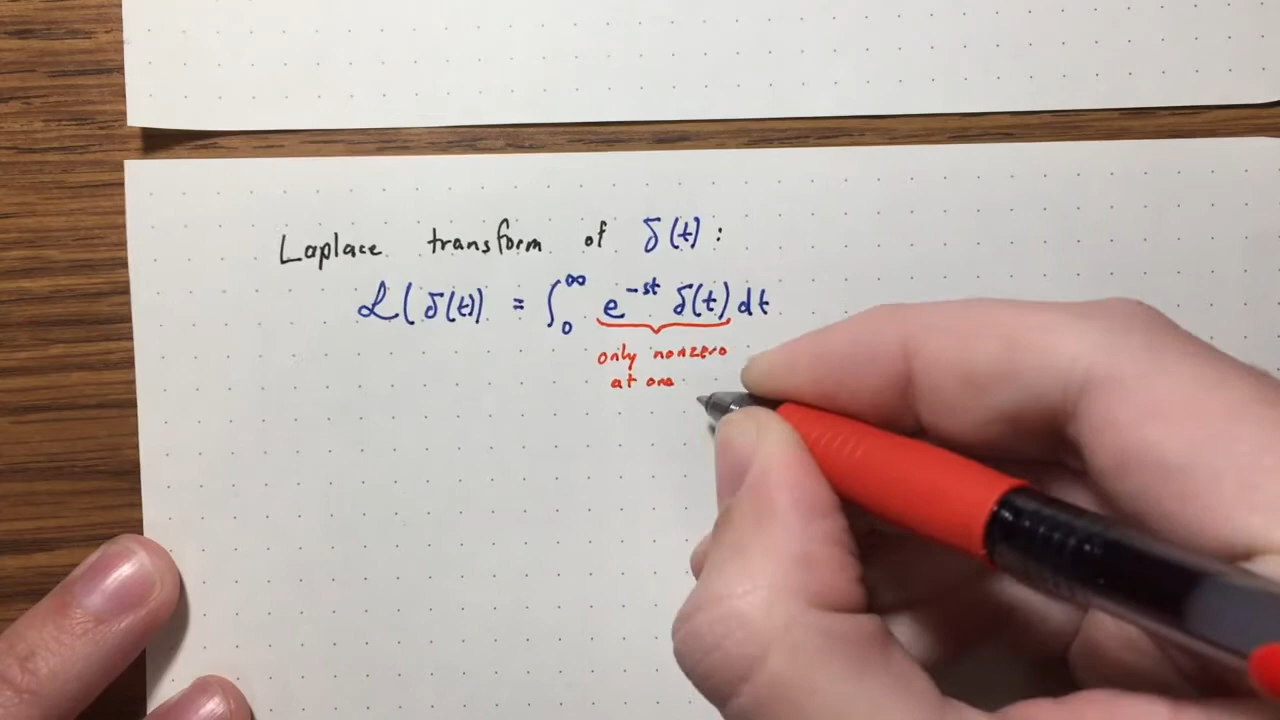 Laplace transform of δ(t):
ℒ(δ(t)) = ∫₀^∞ e^(-st) δ(t) dt
only nonzero
at one